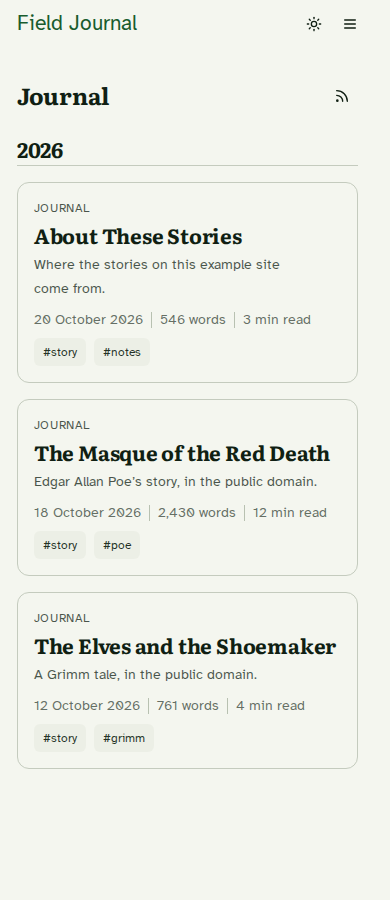 Field Journal
Journal
2026
JOURNAL
About These Stories
Where the stories on this example site
come from.
20 October 2026 | 546 words | 3 min read
#story #notes
JOURNAL
The Masque of the Red Death
Edgar Allan Poe's story, in the public domain.
18 October 2026 | 2,430 words | 12 min read
#story #poe
JOURNAL
The Elves and the Shoemaker
A Grimm tale, in the public domain.
12 October 2026 | 761 words | 4 min read
#story #grimm